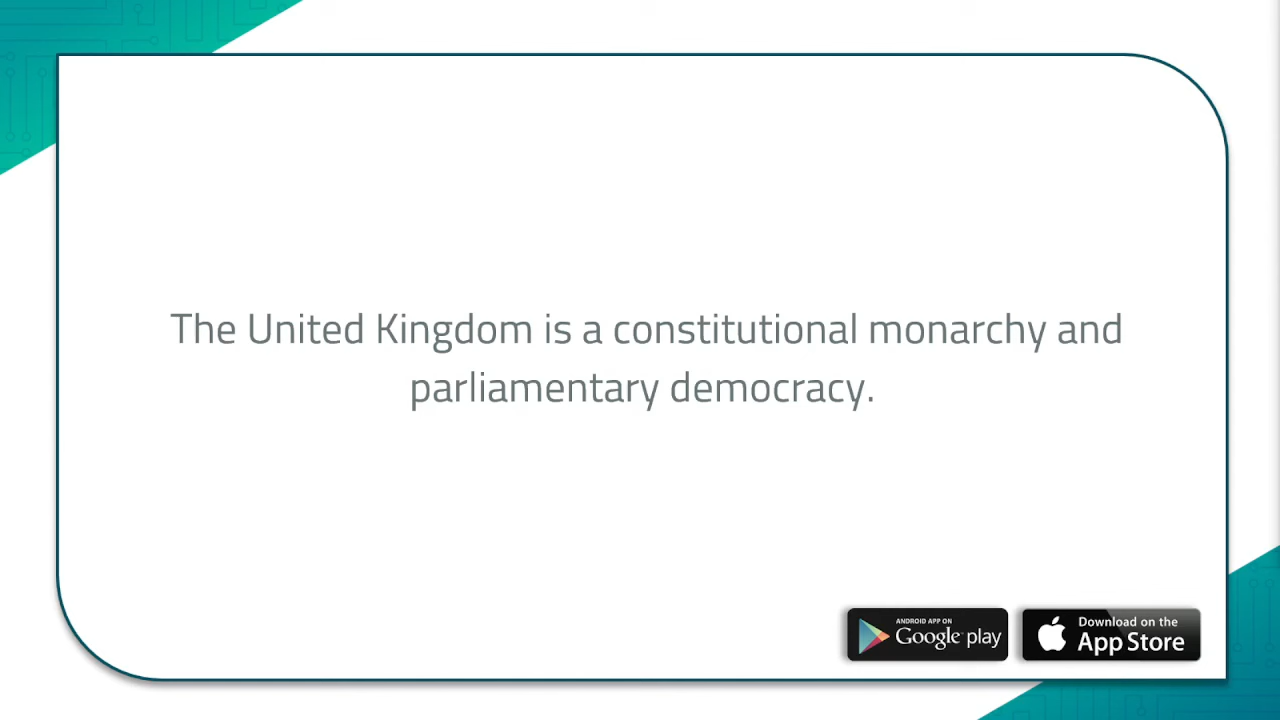 The United Kingdom is a constitutional monarchy and
parliamentary democracy.
ANDROID APP ON
Google play
Download on the
App Store